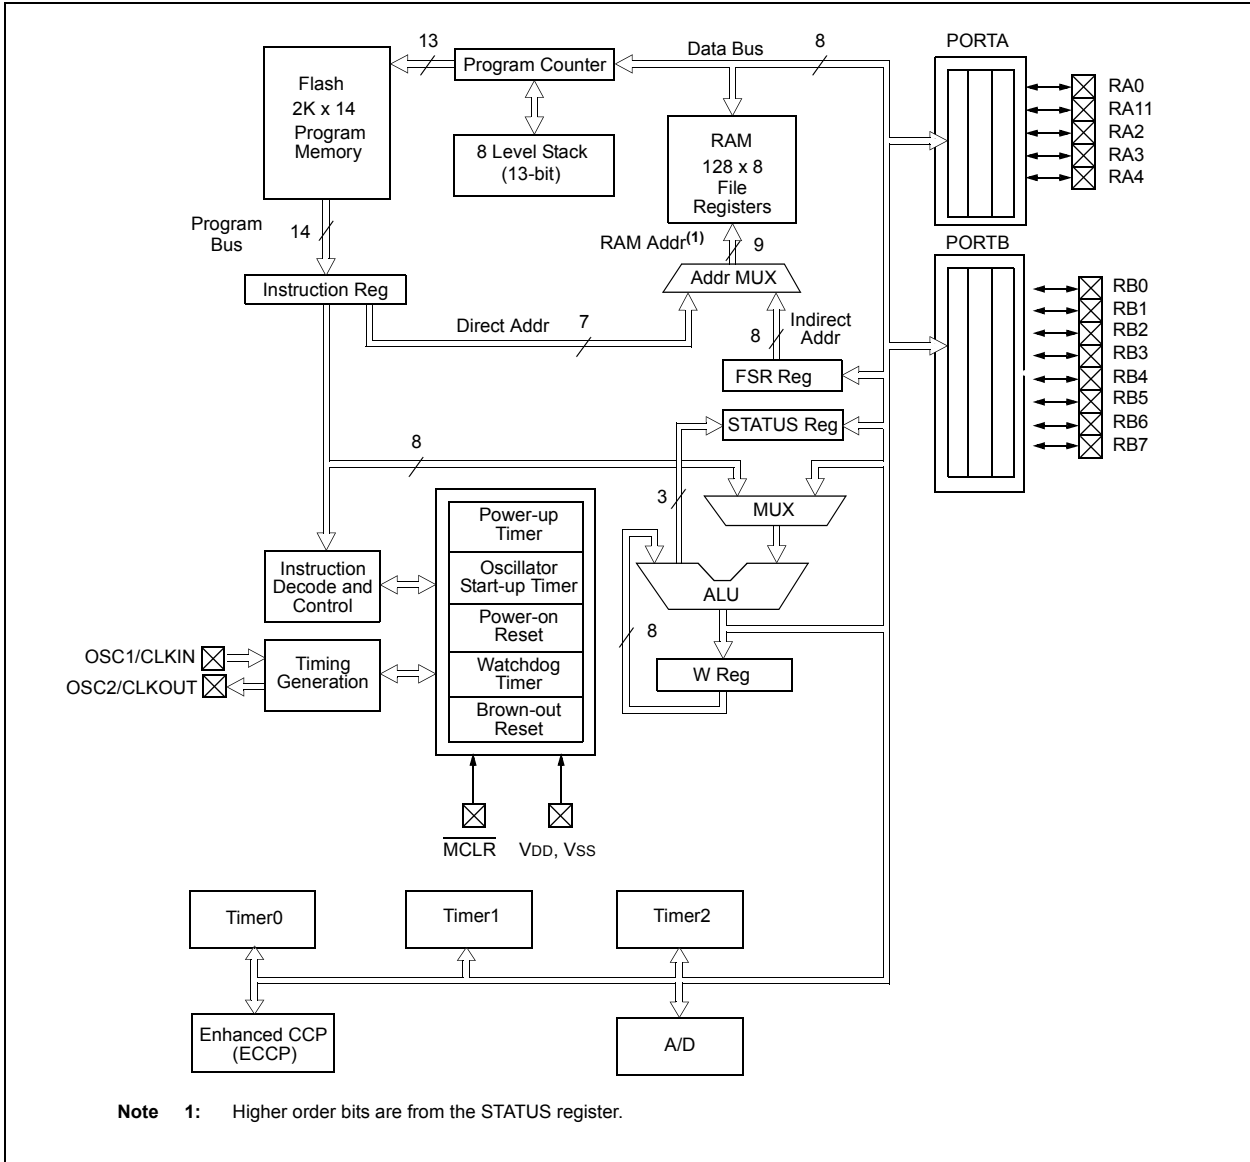 13
Data Bus
8
PORTA
Program Counter
Flash
2K x 14
Program
Memory
8 Level Stack
(13-bit)
RAM
128 x 8
File
Registers
RA0
RA11
RA2
RA3
RA4
Program
Bus
14
RAM Addr(1)
9
PORTB
Addr MUX
Instruction Reg
Direct Addr
7
8
Indirect
Addr
FSR Reg
RB0
RB1
RB2
RB3
RB4
RB5
RB6
RB7
STATUS Reg
8
3
MUX
Power-up
Timer
Oscillator
Start-up Timer
Power-on
Reset
Watchdog
Timer
Brown-out
Reset
Instruction
Decode and
Control
ALU
8
W Reg
OSC1/CLKIN
OSC2/CLKOUT
Timing
Generation
MCLR
VDD, VSS
Timer0
Timer1
Timer2
Enhanced CCP
(ECCP)
A/D
Note 1: Higher order bits are from the STATUS register.